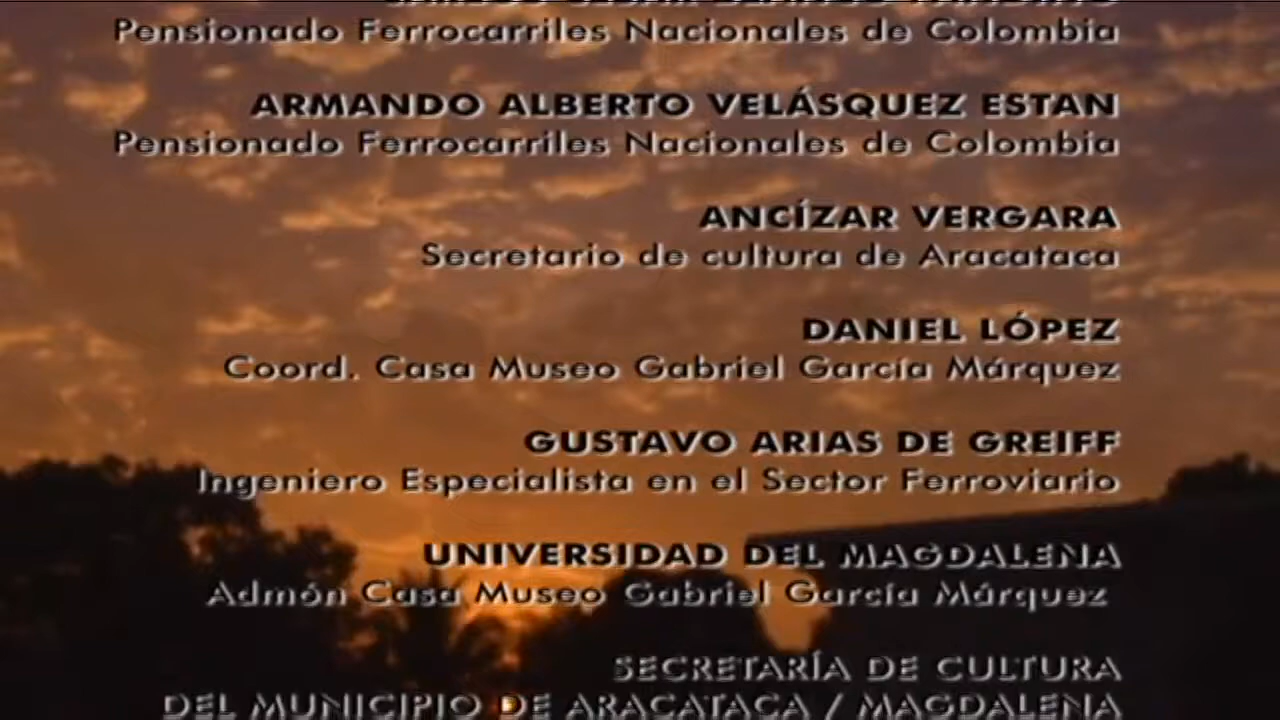 Pensionado Ferrocarriles Nacionales de Colombia
ARMANDO ALBERTO VELÁSQUEZ ESTAN
Pensionado Ferrocarriles Nacionales de Colombia
ANCÍZAR VERGARA
Secretario de cultura de Aracataca
DANIEL LÓPEZ
Coord. Casa Museo Gabriel García Márquez
GUSTAVO ARIAS DE GREIFF
Ingeniero Especialista en el Sector Ferroviario
UNIVERSIDAD DEL MAGDALENA
Admón Casa Museo Gabriel García Márquez
SECRETARÍA DE CULTURA
DEL MUNICIPIO DE ARACATACA / MAGDALENA